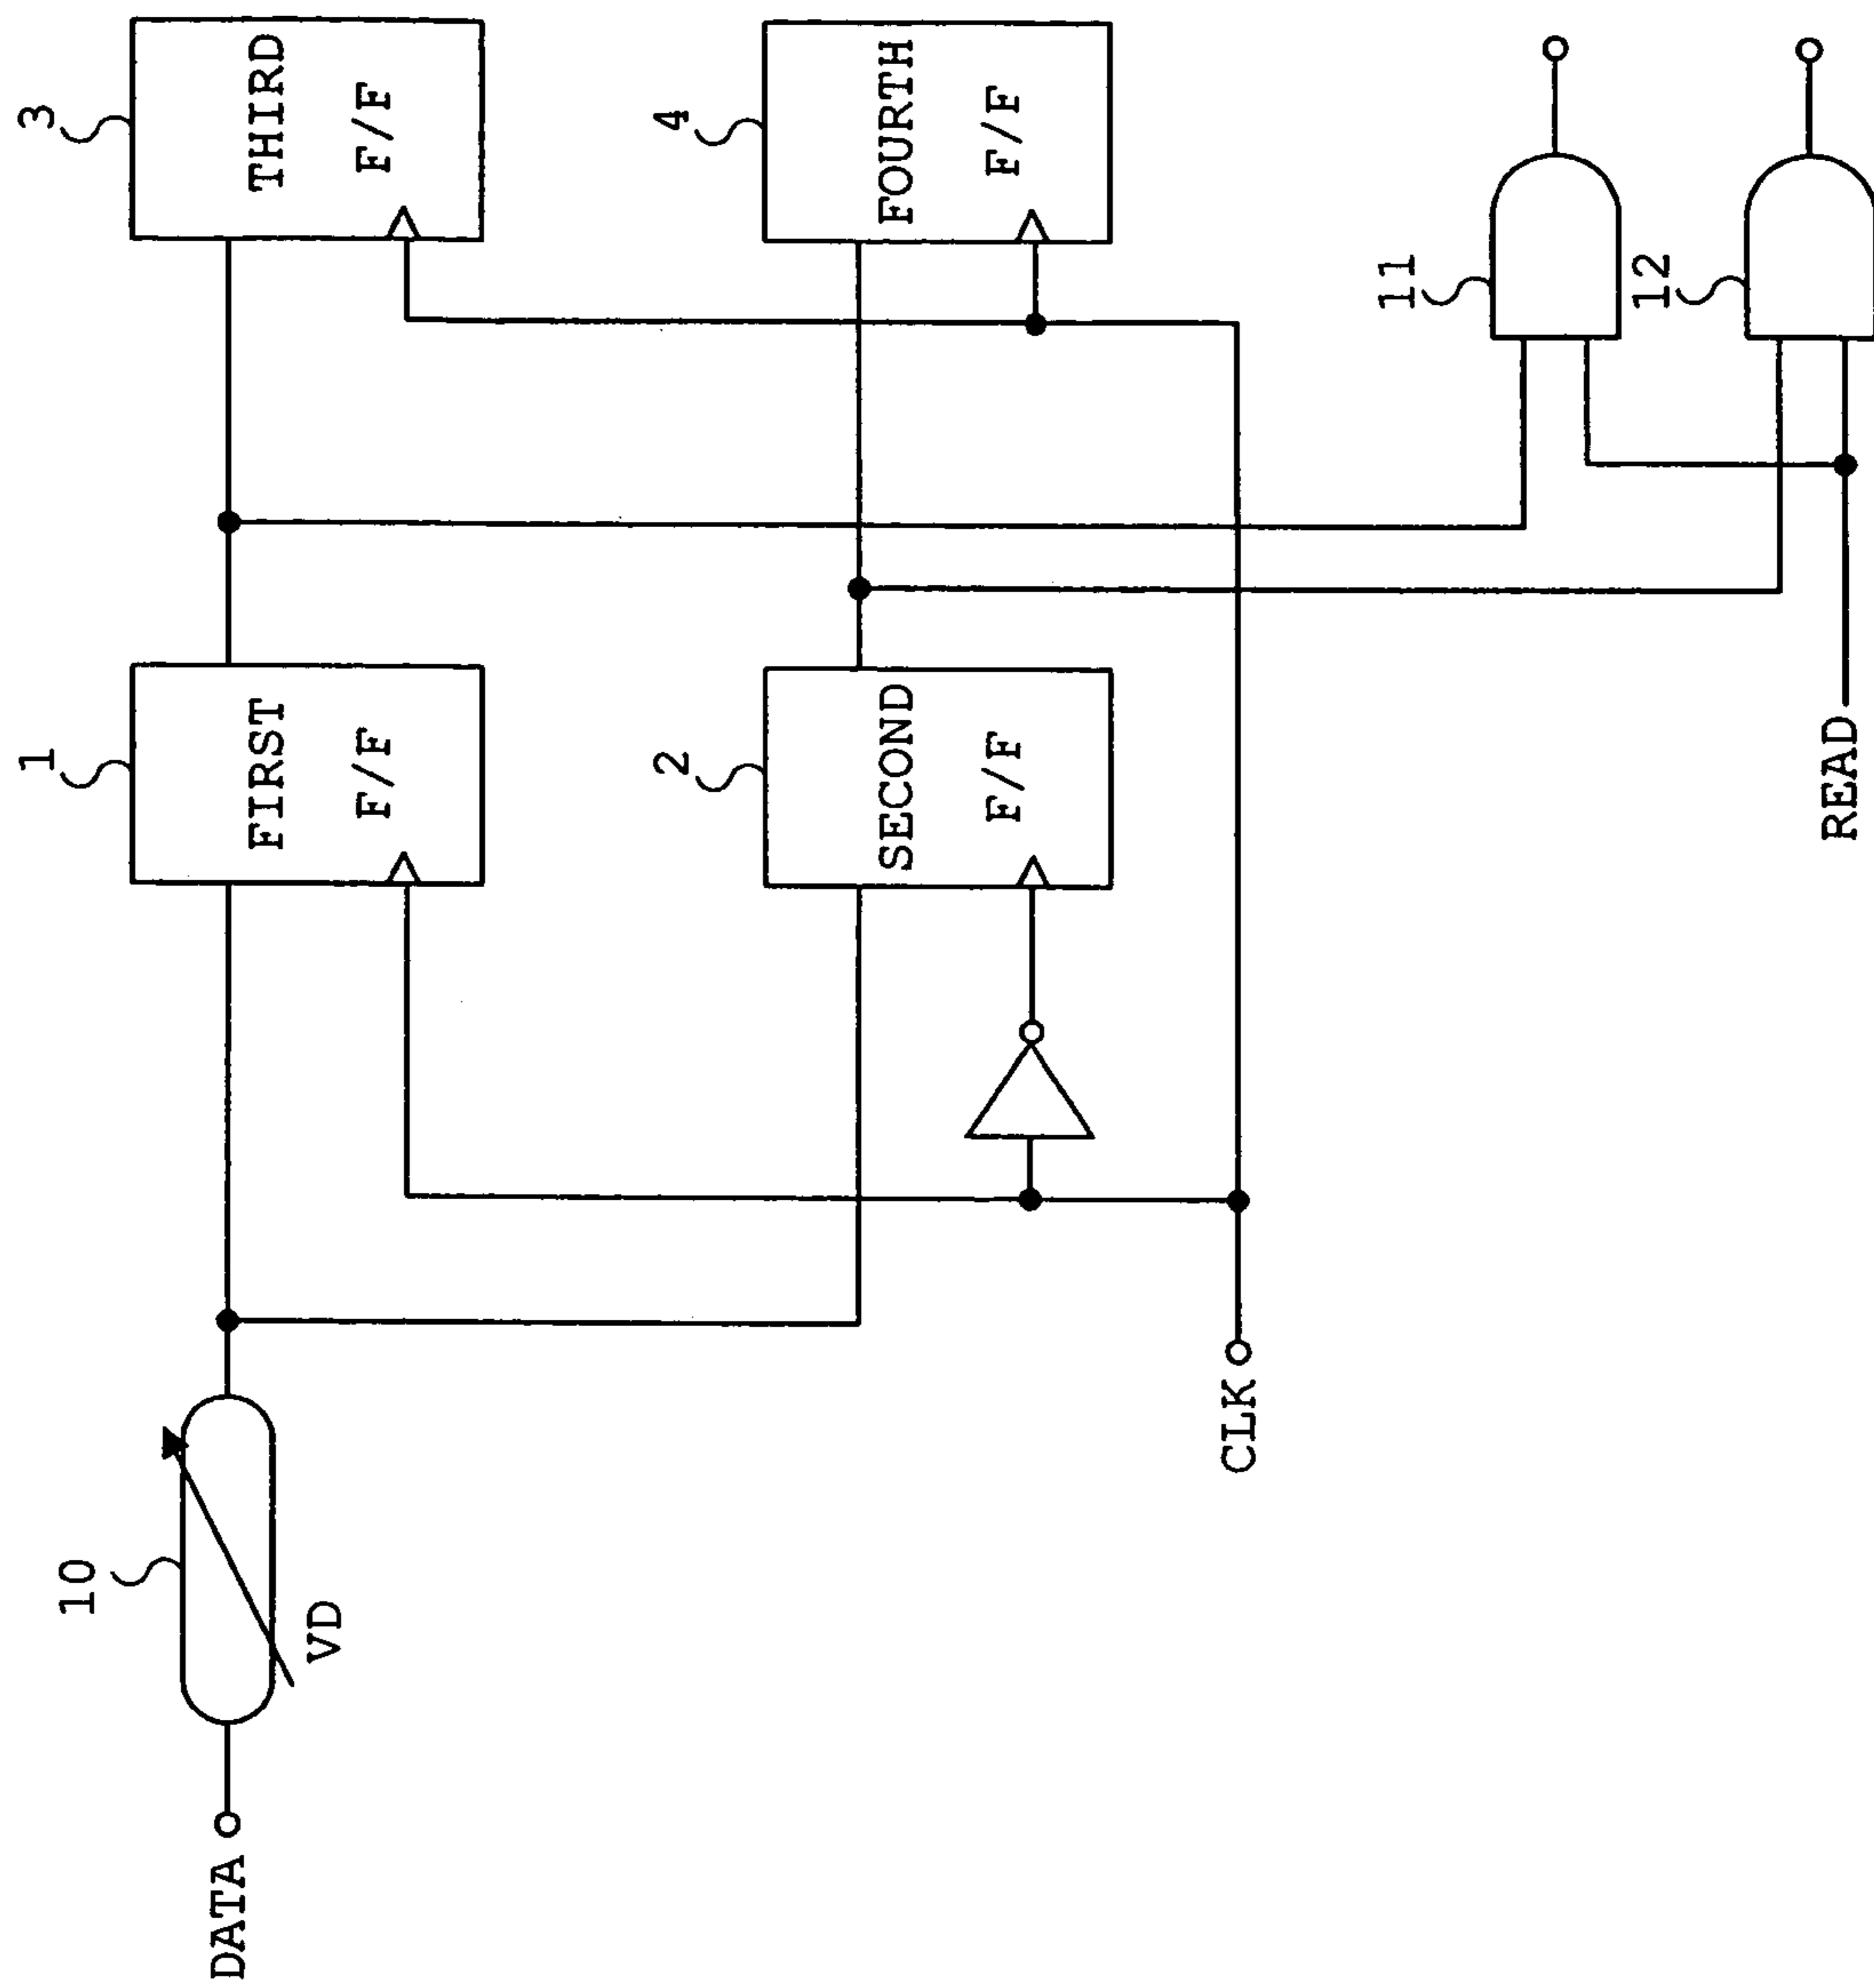 DATA
10
VD
1
FIRST
F/F
3
THIRD
F/F
2
SECOND
F/F
4
FOURTH
F/F
CLK
11
12
READ